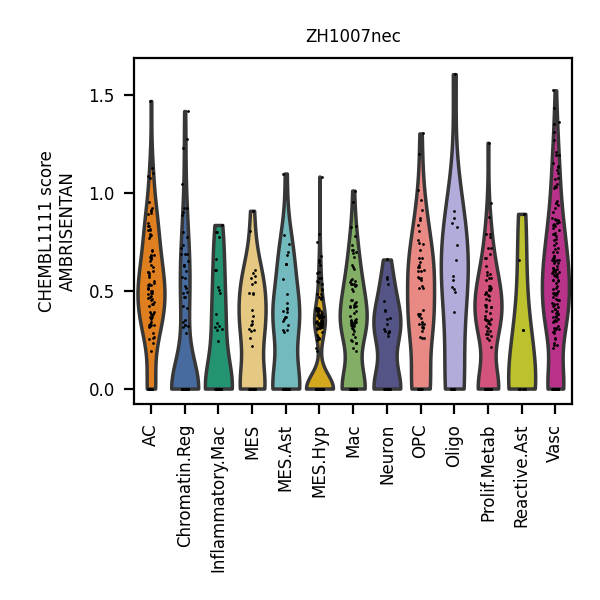 ZH1007nec
CHEMBL1111 score
AMBRISENTAN
1.5
1.0
0.5
0.0
AC
Chromatin.Reg
Inflammatory.Mac
MES
MES.Ast
MES.Hyp
Mac
Neuron
OPC
Oligo
Prolif.Metab
Reactive.Ast
Vasc